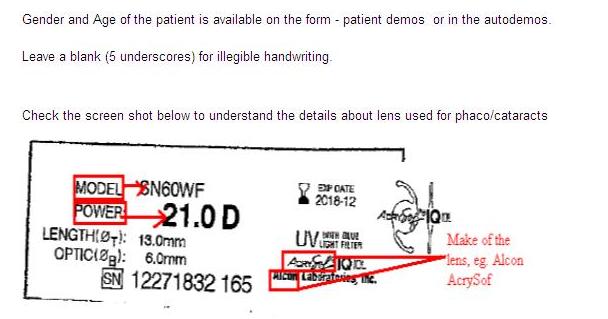 Gender and Age of the patient is available on the form - patient demos or in the autodemos.
Leave a blank (5 underscores) for illegible handwriting.
Check the screen shot below to understand the details about lens used for phaco/cataracts
MODEL SN60WF
POWER 21.0 D
LENGTH(ØT): 13.0mm
OPTIC(ØB): 6.0mm
SN 12271832 165
EXP DATE
2018-12
UV WITH BLUE
LIGHT FILTER
AcrySof IQ
Alcon Laboratories, Inc.
AcrySof IQ
Make of the
lens, eg. Alcon
AcrySof